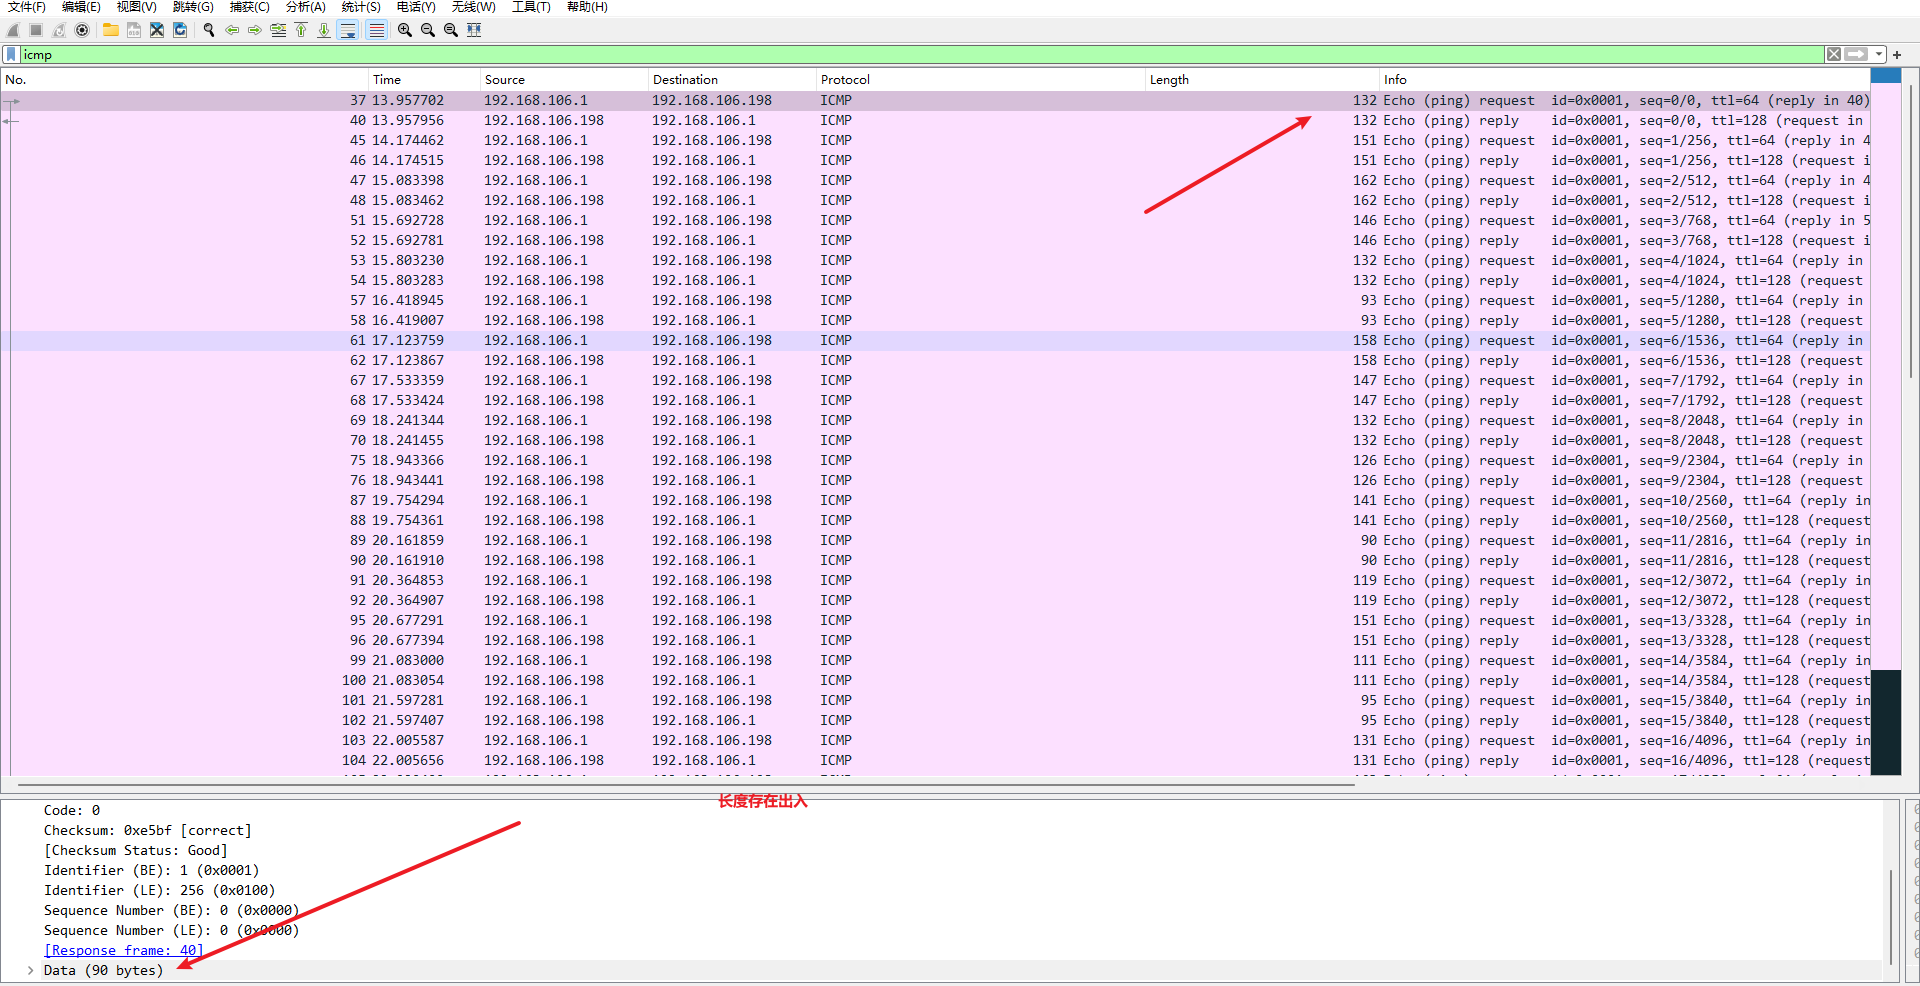 文件(F) 编辑(E) 视图(V) 跳转(G) 捕获(C) 分析(A) 统计(S) 电话(Y) 无线(W) 工具(T) 帮助(H)
icmp
No. Time Source Destination Protocol Length Info
37 13.957702 192.168.106.1 192.168.106.198 ICMP 132 Echo (ping) request id=0x0001, seq=0/0, ttl=64 (reply in 40)
40 13.957956 192.168.106.198 192.168.106.1 ICMP 132 Echo (ping) reply id=0x0001, seq=0/0, ttl=128 (request in
45 14.174462 192.168.106.1 192.168.106.198 ICMP 151 Echo (ping) request id=0x0001, seq=1/256, ttl=64 (reply in 4
46 14.174515 192.168.106.198 192.168.106.1 ICMP 151 Echo (ping) reply id=0x0001, seq=1/256, ttl=128 (request i
47 15.083398 192.168.106.1 192.168.106.198 ICMP 162 Echo (ping) request id=0x0001, seq=2/512, ttl=64 (reply in 4
48 15.083462 192.168.106.198 192.168.106.1 ICMP 162 Echo (ping) reply id=0x0001, seq=2/512, ttl=128 (request i
51 15.692728 192.168.106.1 192.168.106.198 ICMP 146 Echo (ping) request id=0x0001, seq=3/768, ttl=64 (reply in 5
52 15.692781 192.168.106.198 192.168.106.1 ICMP 146 Echo (ping) reply id=0x0001, seq=3/768, ttl=128 (request i
53 15.803230 192.168.106.1 192.168.106.198 ICMP 132 Echo (ping) request id=0x0001, seq=4/1024, ttl=64 (reply in
54 15.803283 192.168.106.198 192.168.106.1 ICMP 132 Echo (ping) reply id=0x0001, seq=4/1024, ttl=128 (request
57 16.418945 192.168.106.1 192.168.106.198 ICMP 93 Echo (ping) request id=0x0001, seq=5/1280, ttl=64 (reply in
58 16.419007 192.168.106.198 192.168.106.1 ICMP 93 Echo (ping) reply id=0x0001, seq=5/1280, ttl=128 (request
61 17.123759 192.168.106.1 192.168.106.198 ICMP 158 Echo (ping) request id=0x0001, seq=6/1536, ttl=64 (reply in
62 17.123867 192.168.106.198 192.168.106.1 ICMP 158 Echo (ping) reply id=0x0001, seq=6/1536, ttl=128 (request
67 17.533359 192.168.106.1 192.168.106.198 ICMP 147 Echo (ping) request id=0x0001, seq=7/1792, ttl=64 (reply in
68 17.533424 192.168.106.198 192.168.106.1 ICMP 147 Echo (ping) reply id=0x0001, seq=7/1792, ttl=128 (request
69 18.241344 192.168.106.1 192.168.106.198 ICMP 132 Echo (ping) request id=0x0001, seq=8/2048, ttl=64 (reply in
70 18.241455 192.168.106.198 192.168.106.1 ICMP 132 Echo (ping) reply id=0x0001, seq=8/2048, ttl=128 (request
75 18.943366 192.168.106.1 192.168.106.198 ICMP 126 Echo (ping) request id=0x0001, seq=9/2304, ttl=64 (reply in
76 18.943441 192.168.106.198 192.168.106.1 ICMP 126 Echo (ping) reply id=0x0001, seq=9/2304, ttl=128 (request
87 19.754294 192.168.106.1 192.168.106.198 ICMP 141 Echo (ping) request id=0x0001, seq=10/2560, ttl=64 (reply in
88 19.754361 192.168.106.198 192.168.106.1 ICMP 141 Echo (ping) reply id=0x0001, seq=10/2560, ttl=128 (request
89 20.161859 192.168.106.1 192.168.106.198 ICMP 90 Echo (ping) request id=0x0001, seq=11/2816, ttl=64 (reply in
90 20.161910 192.168.106.198 192.168.106.1 ICMP 90 Echo (ping) reply id=0x0001, seq=11/2816, ttl=128 (request
91 20.364853 192.168.106.1 192.168.106.198 ICMP 119 Echo (ping) request id=0x0001, seq=12/3072, ttl=64 (reply in
92 20.364907 192.168.106.198 192.168.106.1 ICMP 119 Echo (ping) reply id=0x0001, seq=12/3072, ttl=128 (request
95 20.677291 192.168.106.1 192.168.106.198 ICMP 151 Echo (ping) request id=0x0001, seq=13/3328, ttl=64 (reply in
96 20.677394 192.168.106.198 192.168.106.1 ICMP 151 Echo (ping) reply id=0x0001, seq=13/3328, ttl=128 (request
99 21.083000 192.168.106.1 192.168.106.198 ICMP 111 Echo (ping) request id=0x0001, seq=14/3584, ttl=64 (reply in
100 21.083054 192.168.106.198 192.168.106.1 ICMP 111 Echo (ping) reply id=0x0001, seq=14/3584, ttl=128 (request
101 21.597281 192.168.106.1 192.168.106.198 ICMP 95 Echo (ping) request id=0x0001, seq=15/3840, ttl=64 (reply in
102 21.597407 192.168.106.198 192.168.106.1 ICMP 95 Echo (ping) reply id=0x0001, seq=15/3840, ttl=128 (request
103 22.005587 192.168.106.1 192.168.106.198 ICMP 131 Echo (ping) request id=0x0001, seq=16/4096, ttl=64 (reply in
104 22.005656 192.168.106.198 192.168.106.1 ICMP 131 Echo (ping) reply id=0x0001, seq=16/4096, ttl=128 (request
长度存在出入
Code: 0
Checksum: 0xe5bf [correct]
[Checksum Status: Good]
Identifier (BE): 1 (0x0001)
Identifier (LE): 256 (0x0100)
Sequence Number (BE): 0 (0x0000)
Sequence Number (LE): 0 (0x0000)
[Response frame: 40]
Data (90 bytes)